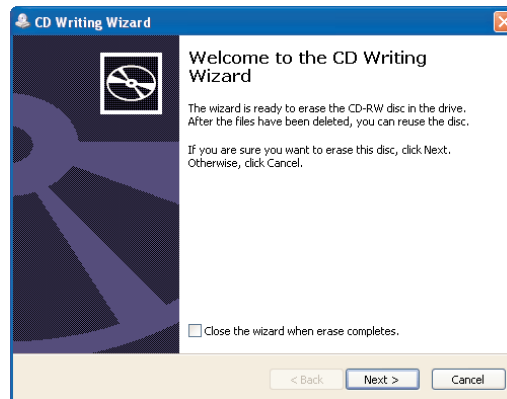 CD Writing Wizard
Welcome to the CD Writing
Wizard
The wizard is ready to erase the CD-RW disc in the drive.
After the files have been deleted, you can reuse the disc.
If you are sure you want to erase this disc, click Next.
Otherwise, click Cancel.
Close the wizard when erase completes.
< Back Next > Cancel